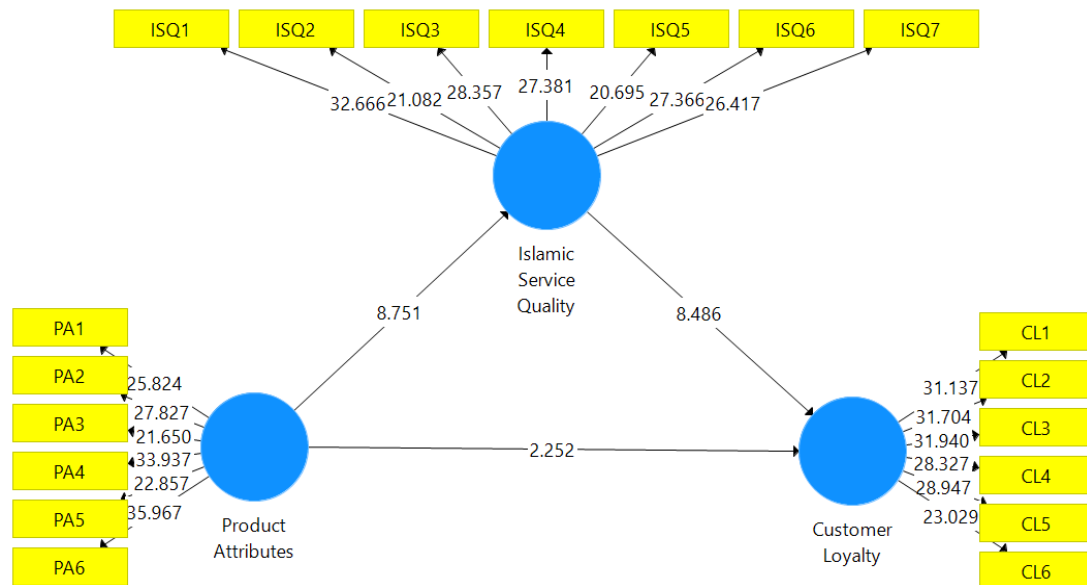 ISQ1
ISQ2
ISQ3
ISQ4
ISQ5
ISQ6
ISQ7
32.666
21.082
28.357
27.381
20.695
27.366
26.417
Islamic
Service
Quality
8.751
8.486
PA1
PA2
PA3
PA4
PA5
PA6
25.824
27.827
21.650
33.937
22.857
35.967
Product
Attributes
2.252
CL1
CL2
CL3
CL4
CL5
CL6
31.137
31.704
31.940
28.327
28.947
23.029
Customer
Loyalty